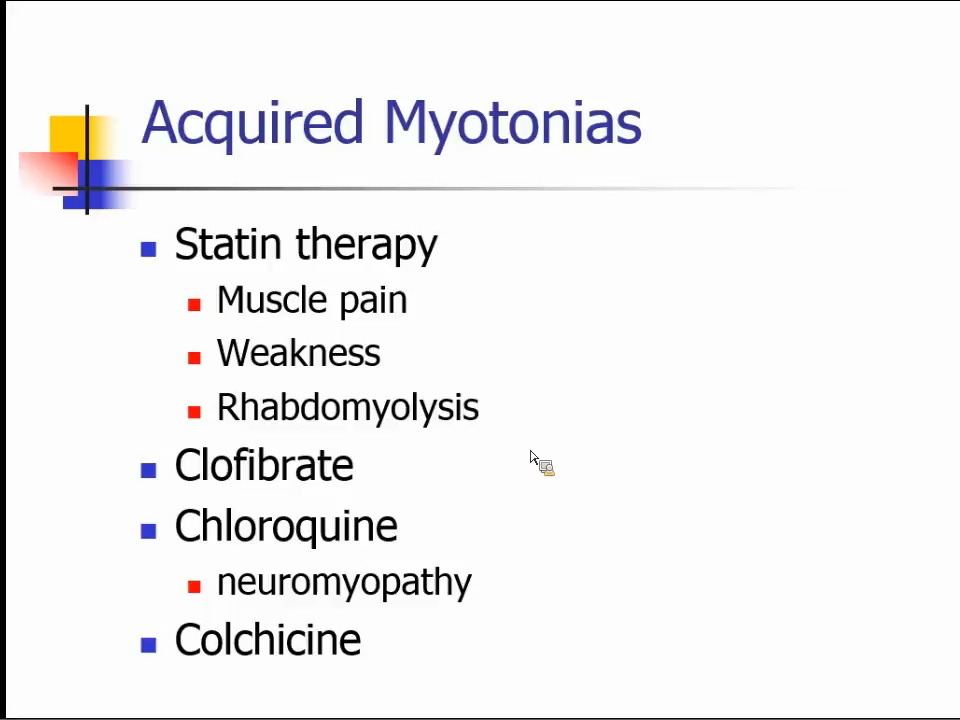 Acquired Myotonias
Statin therapy
Muscle pain
Weakness
Rhabdomyolysis
Clofibrate
Chloroquine
neuromyopathy
Colchicine